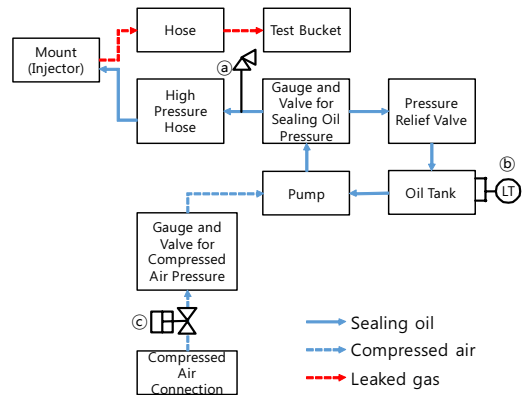 Hose
Test Bucket
Mount
(Injector)
ⓐ
High
Pressure
Hose
Gauge and
Valve for
Sealing Oil
Pressure
Pressure
Relief Valve
ⓑ
Pump
Oil Tank
LT
Gauge and
Valve for
Compressed
Air Pressure
ⓒ
Compressed
Air
Connection
Sealing oil
Compressed air
Leaked gas